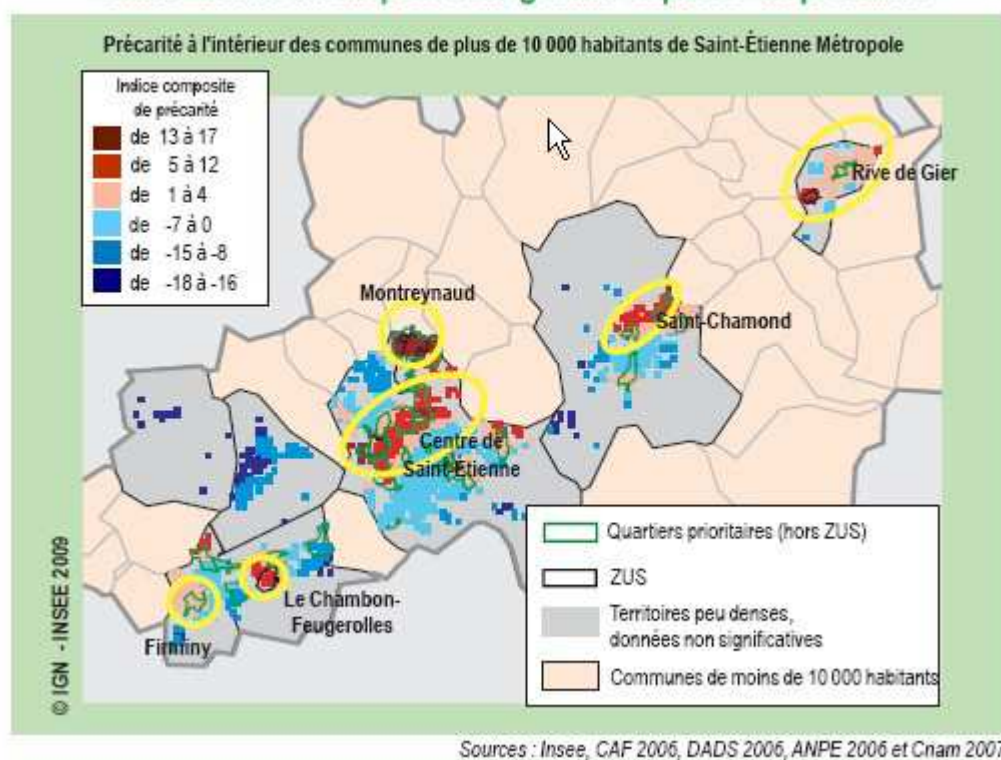 Précarité à l'intérieur des communes de plus de 10 000 habitants de Saint-Étienne Métropole
Indice composite
de précarité
de 13 à 17
de 5 à 12
de 1 à 4
de -7 à 0
de -15 à -8
de -18 à -16
Rive de Gier
Montreynaud
Saint-Chamond
Centre de
Saint-Etienne
Le Chambon-
Feugerolles
Firminy
Quartiers prioritaires (hors ZUS)
ZUS
Territoires peu denses,
données non significatives
Communes de moins de 10 000 habitants
© IGN - INSEE 2009
Sources : Insee, CAF 2006, DADS 2006, ANPE 2006 et Cnam 2007